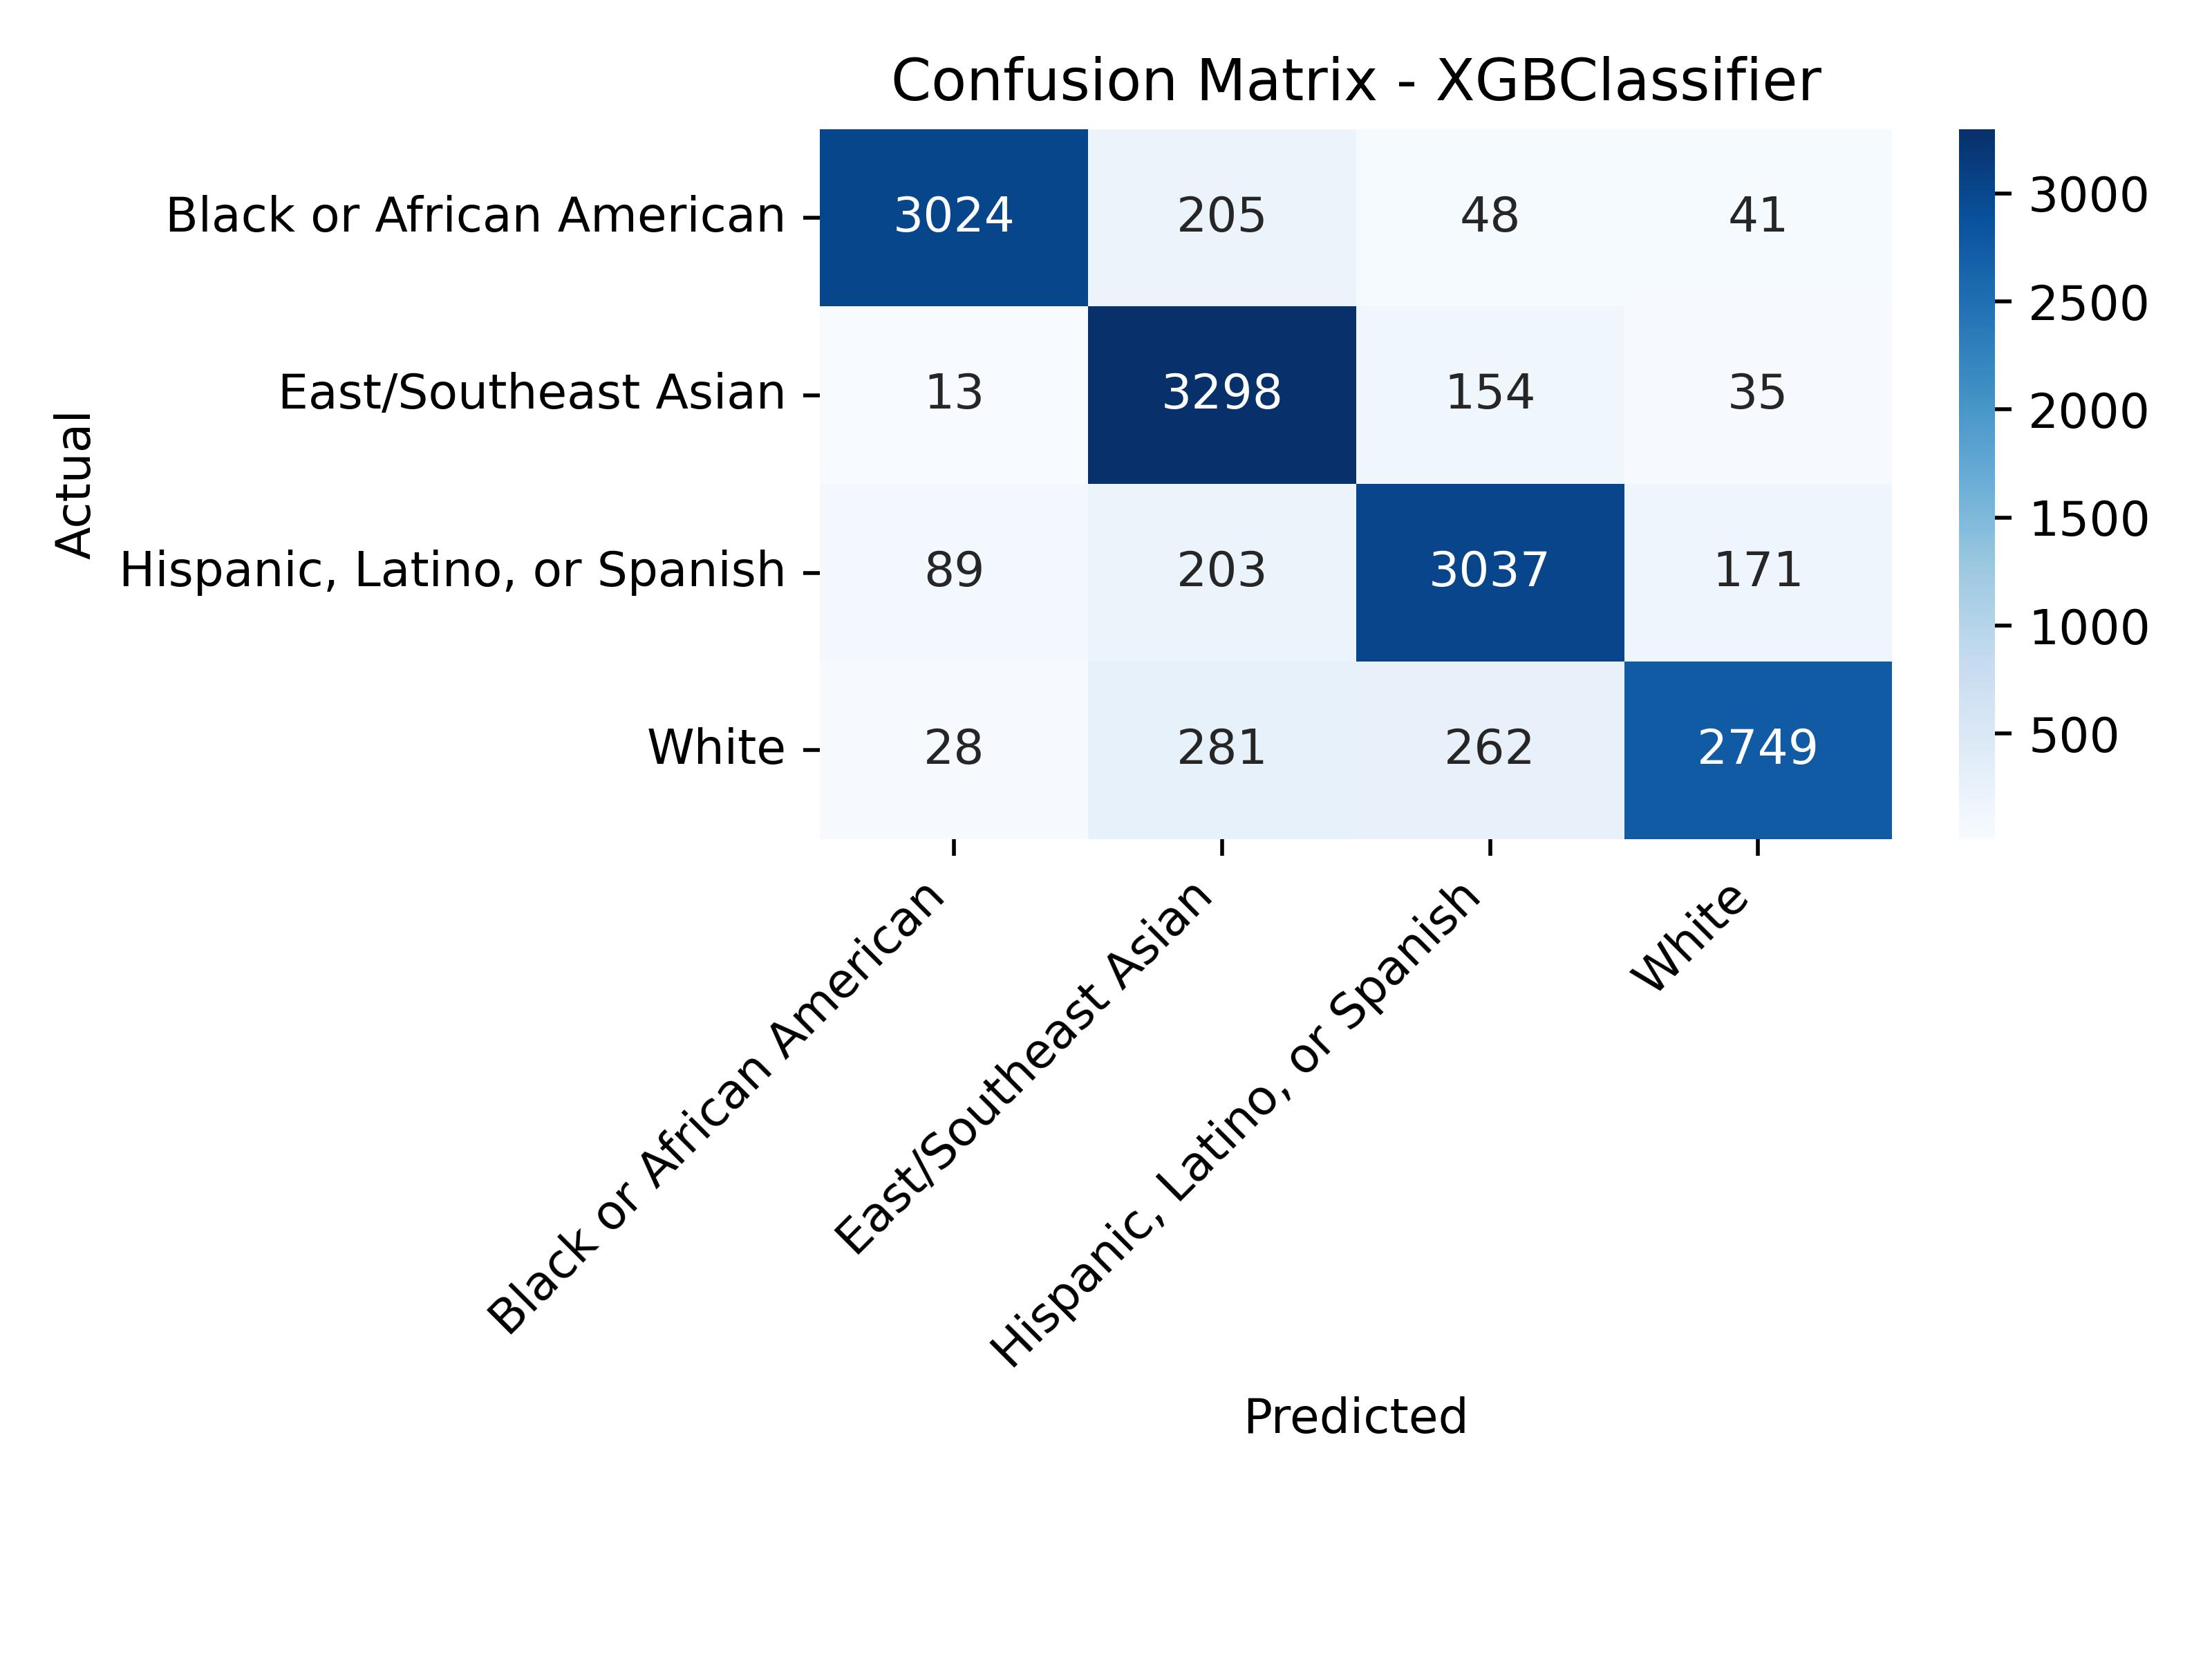 Confusion Matrix - XGBClassifier
Actual
Black or African American
3024 205 48 41
East/Southeast Asian
13 3298 154 35
Hispanic, Latino, or Spanish
89 203 3037 171
White
28 281 262 2749
3000
2500
2000
1500
1000
500
Black or African American
East/Southeast Asian
Hispanic, Latino, or Spanish
White
Predicted